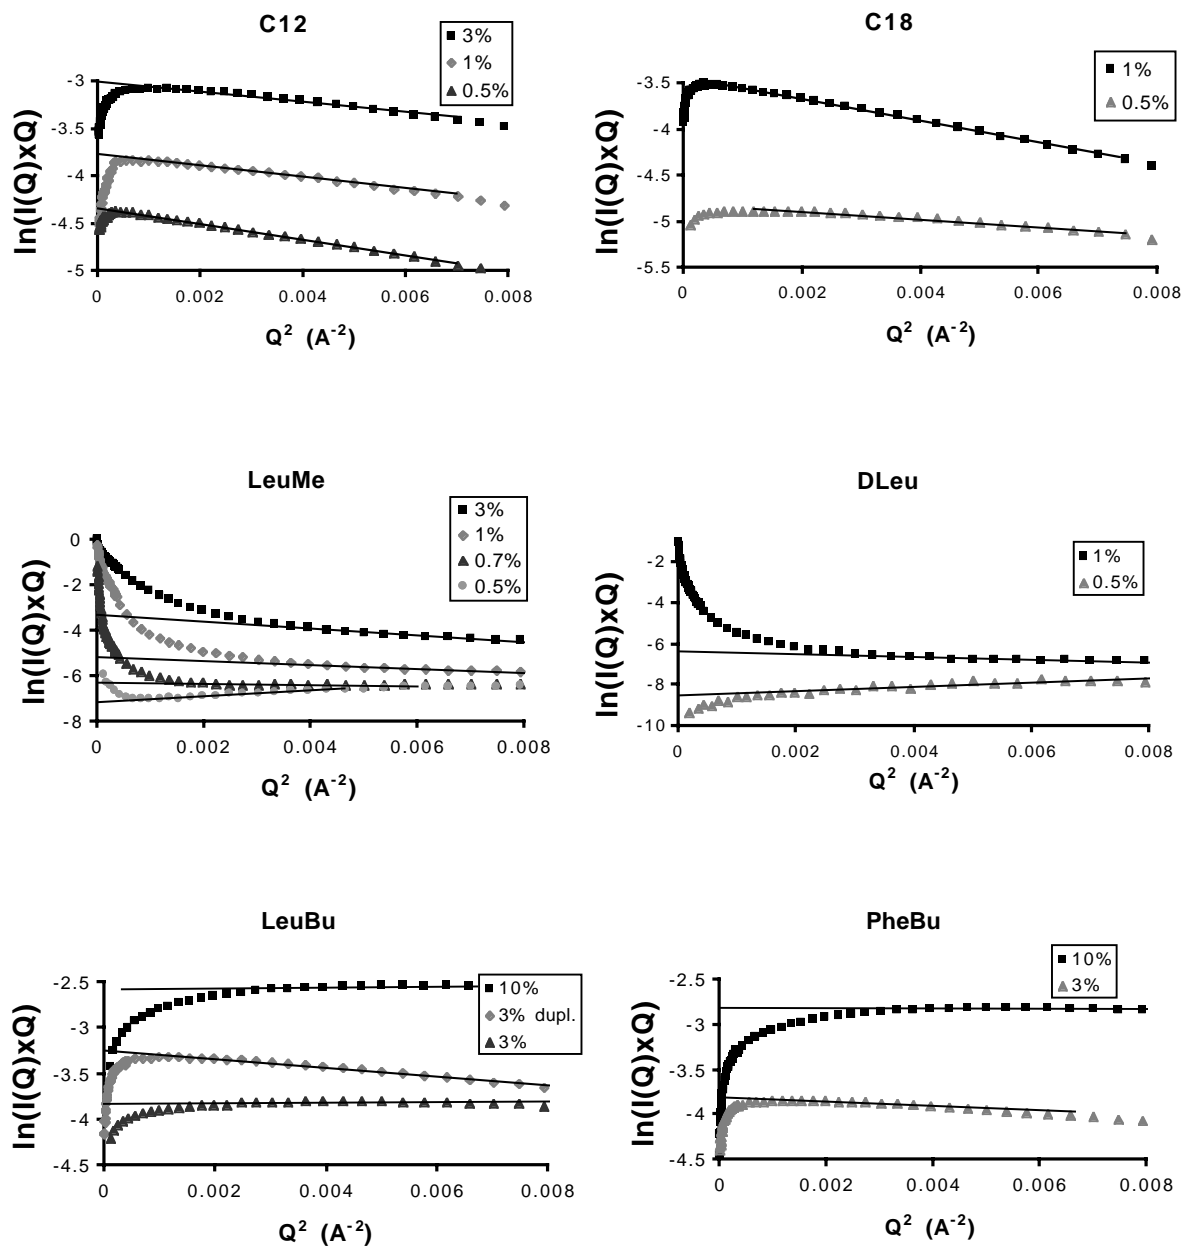 C12
3%
1%
0.5%
ln(I(Q)xQ)
-3
-3.5
-4
-4.5
-5
0 0.002 0.004 0.006 0.008
Q² (A⁻²)
C18
1%
0.5%
ln(I(Q)xQ)
-3.5
-4
-4.5
-5
-5.5
0 0.002 0.004 0.006 0.008
Q² (A⁻²)
LeuMe
3%
1%
0.7%
0.5%
ln(I(Q)xQ)
0
-2
-4
-6
-8
0 0.002 0.004 0.006 0.008
Q² (A⁻²)
DLeu
1%
0.5%
ln(I(Q)xQ)
-2
-4
-6
-8
-10
0 0.002 0.004 0.006 0.008
Q² (A⁻²)
LeuBu
10%
3% dupl.
3%
ln(I(Q)xQ)
-2.5
-3
-3.5
-4
-4.5
0 0.002 0.004 0.006 0.008
Q² (A⁻²)
PheBu
10%
3%
ln(I(Q)xQ)
-2.5
-3
-3.5
-4
-4.5
0 0.002 0.004 0.006 0.008
Q² (A⁻²)